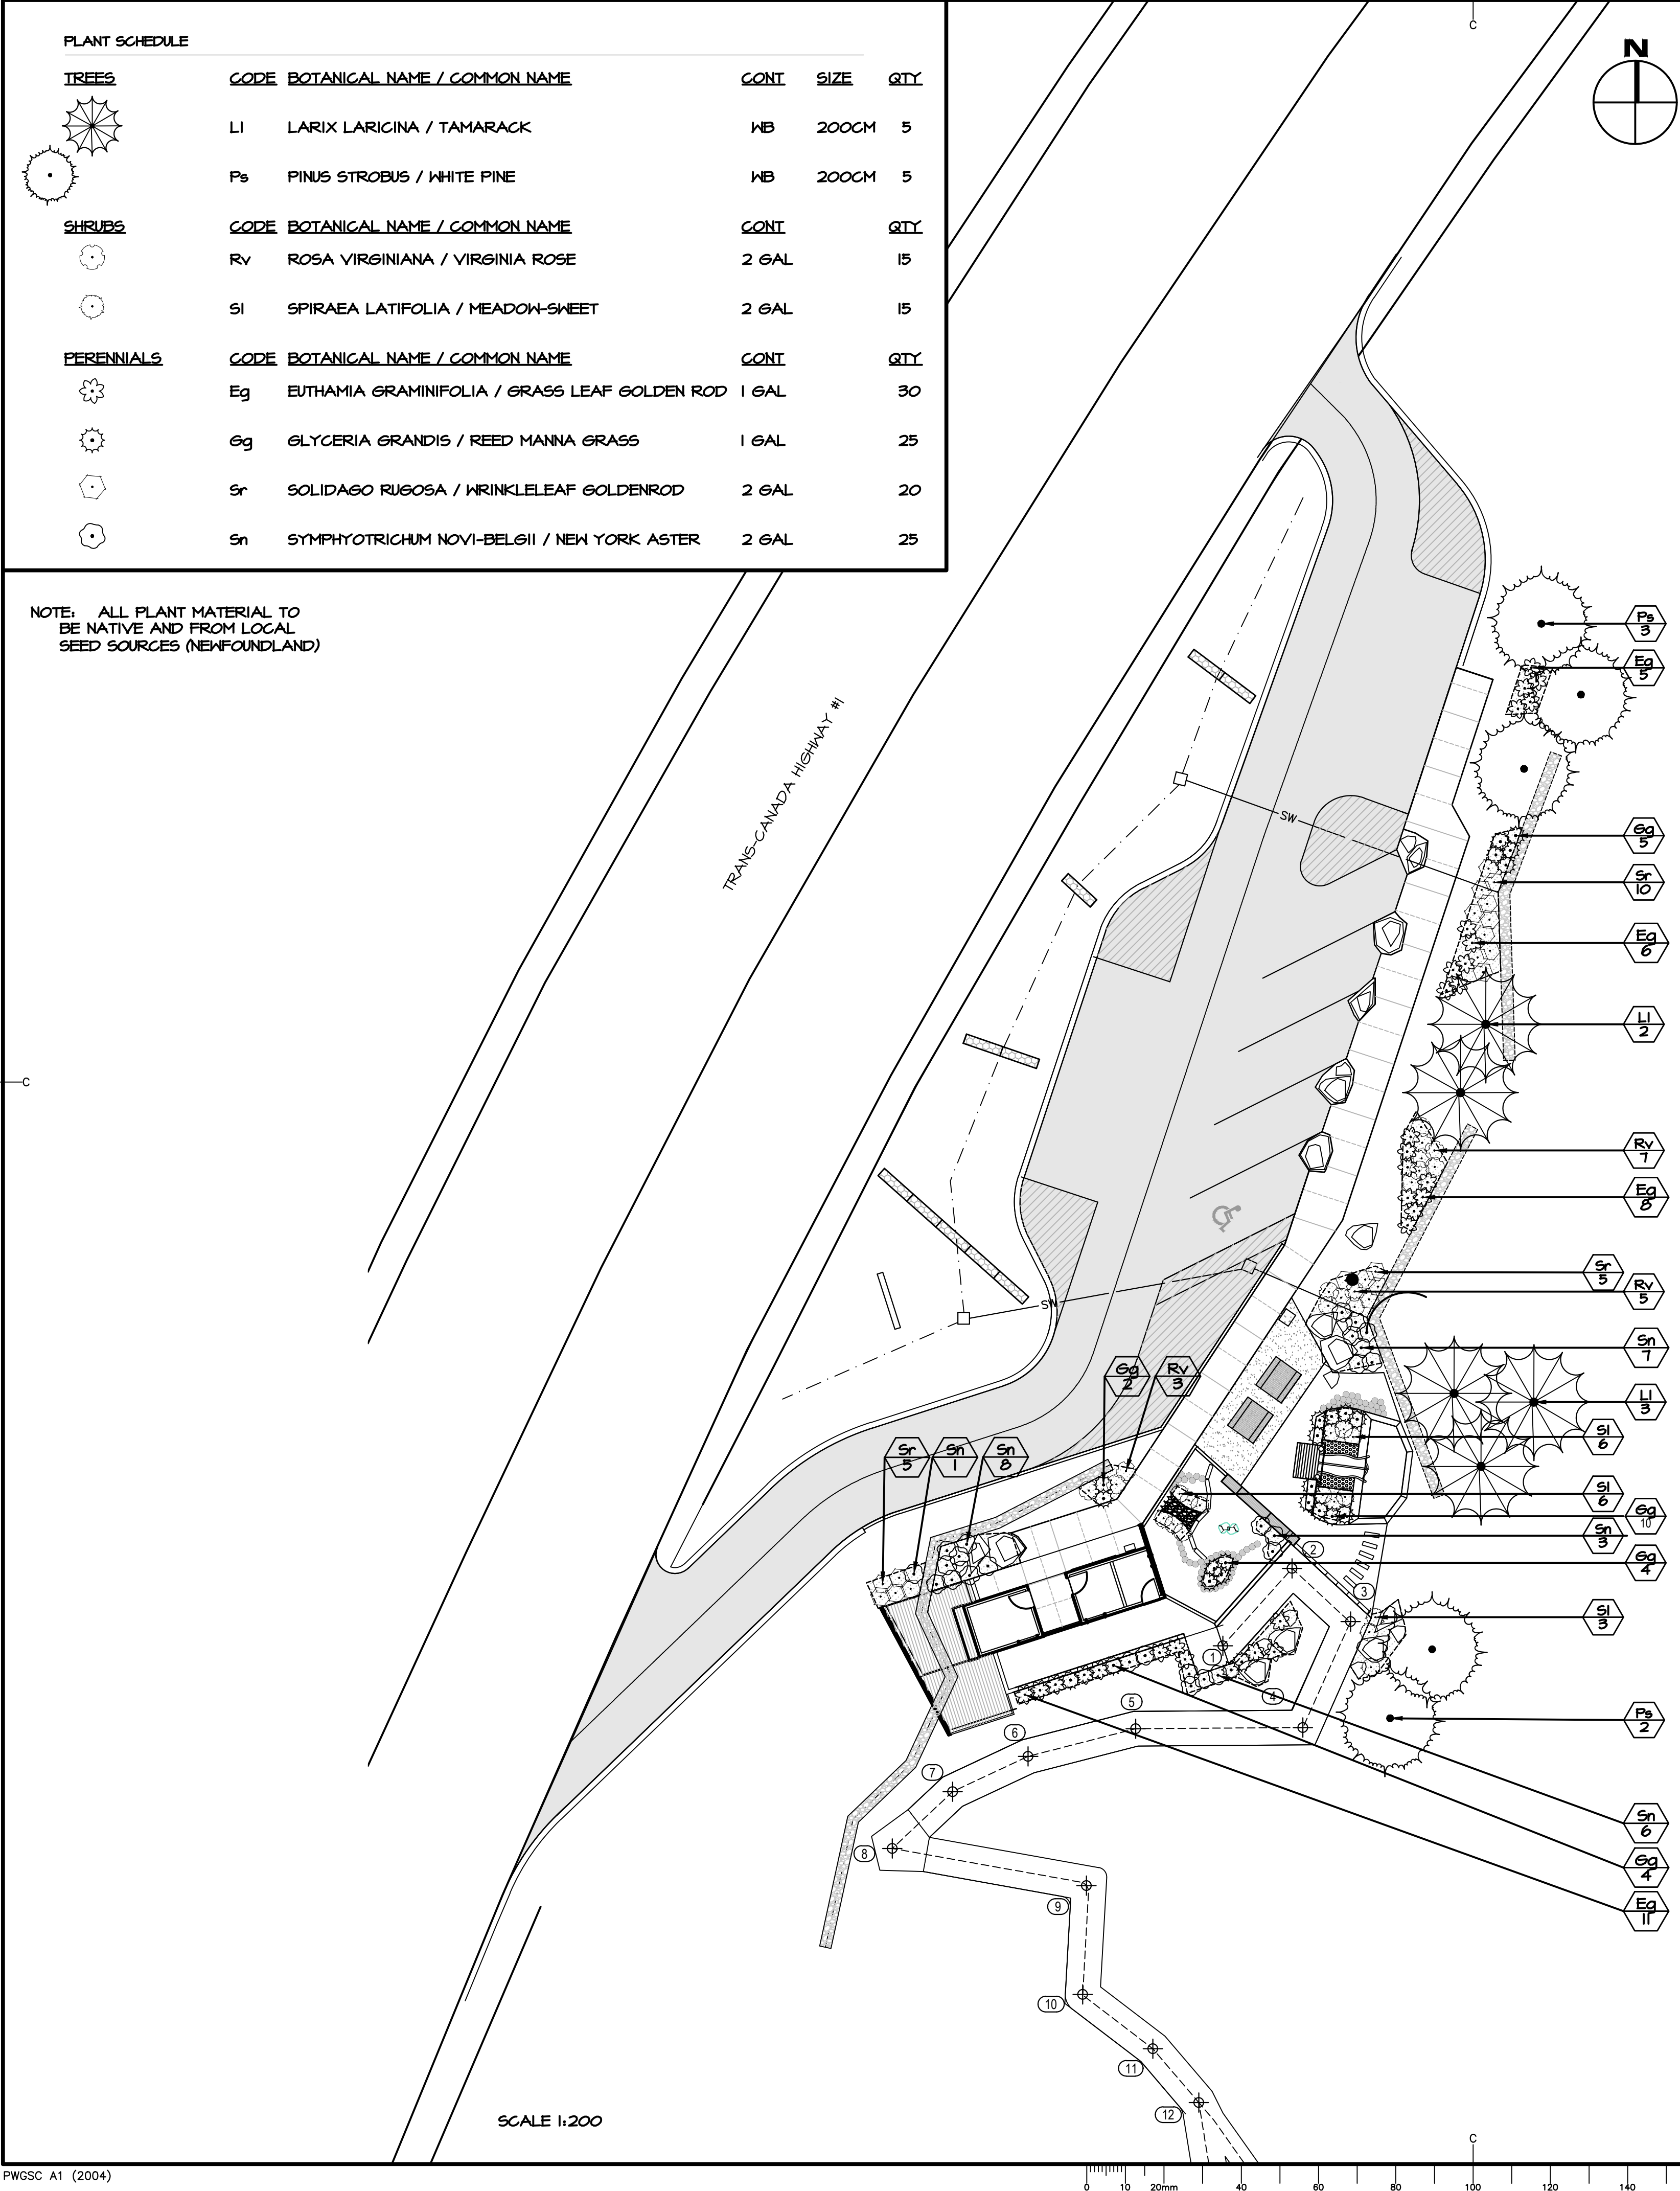 PLANT SCHEDULE
TREES CODE BOTANICAL NAME / COMMON NAME CONT SIZE QTY
Ll LARIX LARICINA / TAMARACK WB 200CM 5
Ps PINUS STROBUS / WHITE PINE WB 200CM 5
SHRUBS CODE BOTANICAL NAME / COMMON NAME CONT QTY
Rv ROSA VIRGINIANA / VIRGINIA ROSE 2 GAL 15
Sl SPIRAEA LATIFOLIA / MEADOW-SWEET 2 GAL 15
PERENNIALS CODE BOTANICAL NAME / COMMON NAME CONT QTY
Eg EUTHAMIA GRAMINIFOLIA / GRASS LEAF GOLDEN ROD 1 GAL 30
Gg GLYCERIA GRANDIS / REED MANNA GRASS 1 GAL 25
Sr SOLIDAGO RUGOSA / WRINKLELEAF GOLDENROD 2 GAL 20
Sn SYMPHYOTRICHUM NOVI-BELGII / NEW YORK ASTER 2 GAL 25
NOTE: ALL PLANT MATERIAL TO
BE NATIVE AND FROM LOCAL
SEED SOURCES (NEWFOUNDLAND)
C
N
TRANS-CANADA HIGHWAY #1
C
SW
SW
Ps
3
Eg
5
Gg
5
Sr
10
Eg
6
Ll
2
Rv
7
Eg
8
Sr
5
Rv
5
Sn
7
Ll
3
Sl
6
Sl
6
Gg
10
Sn
3
Gg
4
Sl
3
Ps
2
Sn
6
Gg
4
Eg
11
Gg
2
Rv
3
Sr
5
Sn
1
Sn
8
1
2
3
4
5
6
7
8
9
10
11
12
SCALE 1:200
C
PWGSC A1 (2004)
0 10 20mm 40 60 80 100 120 140